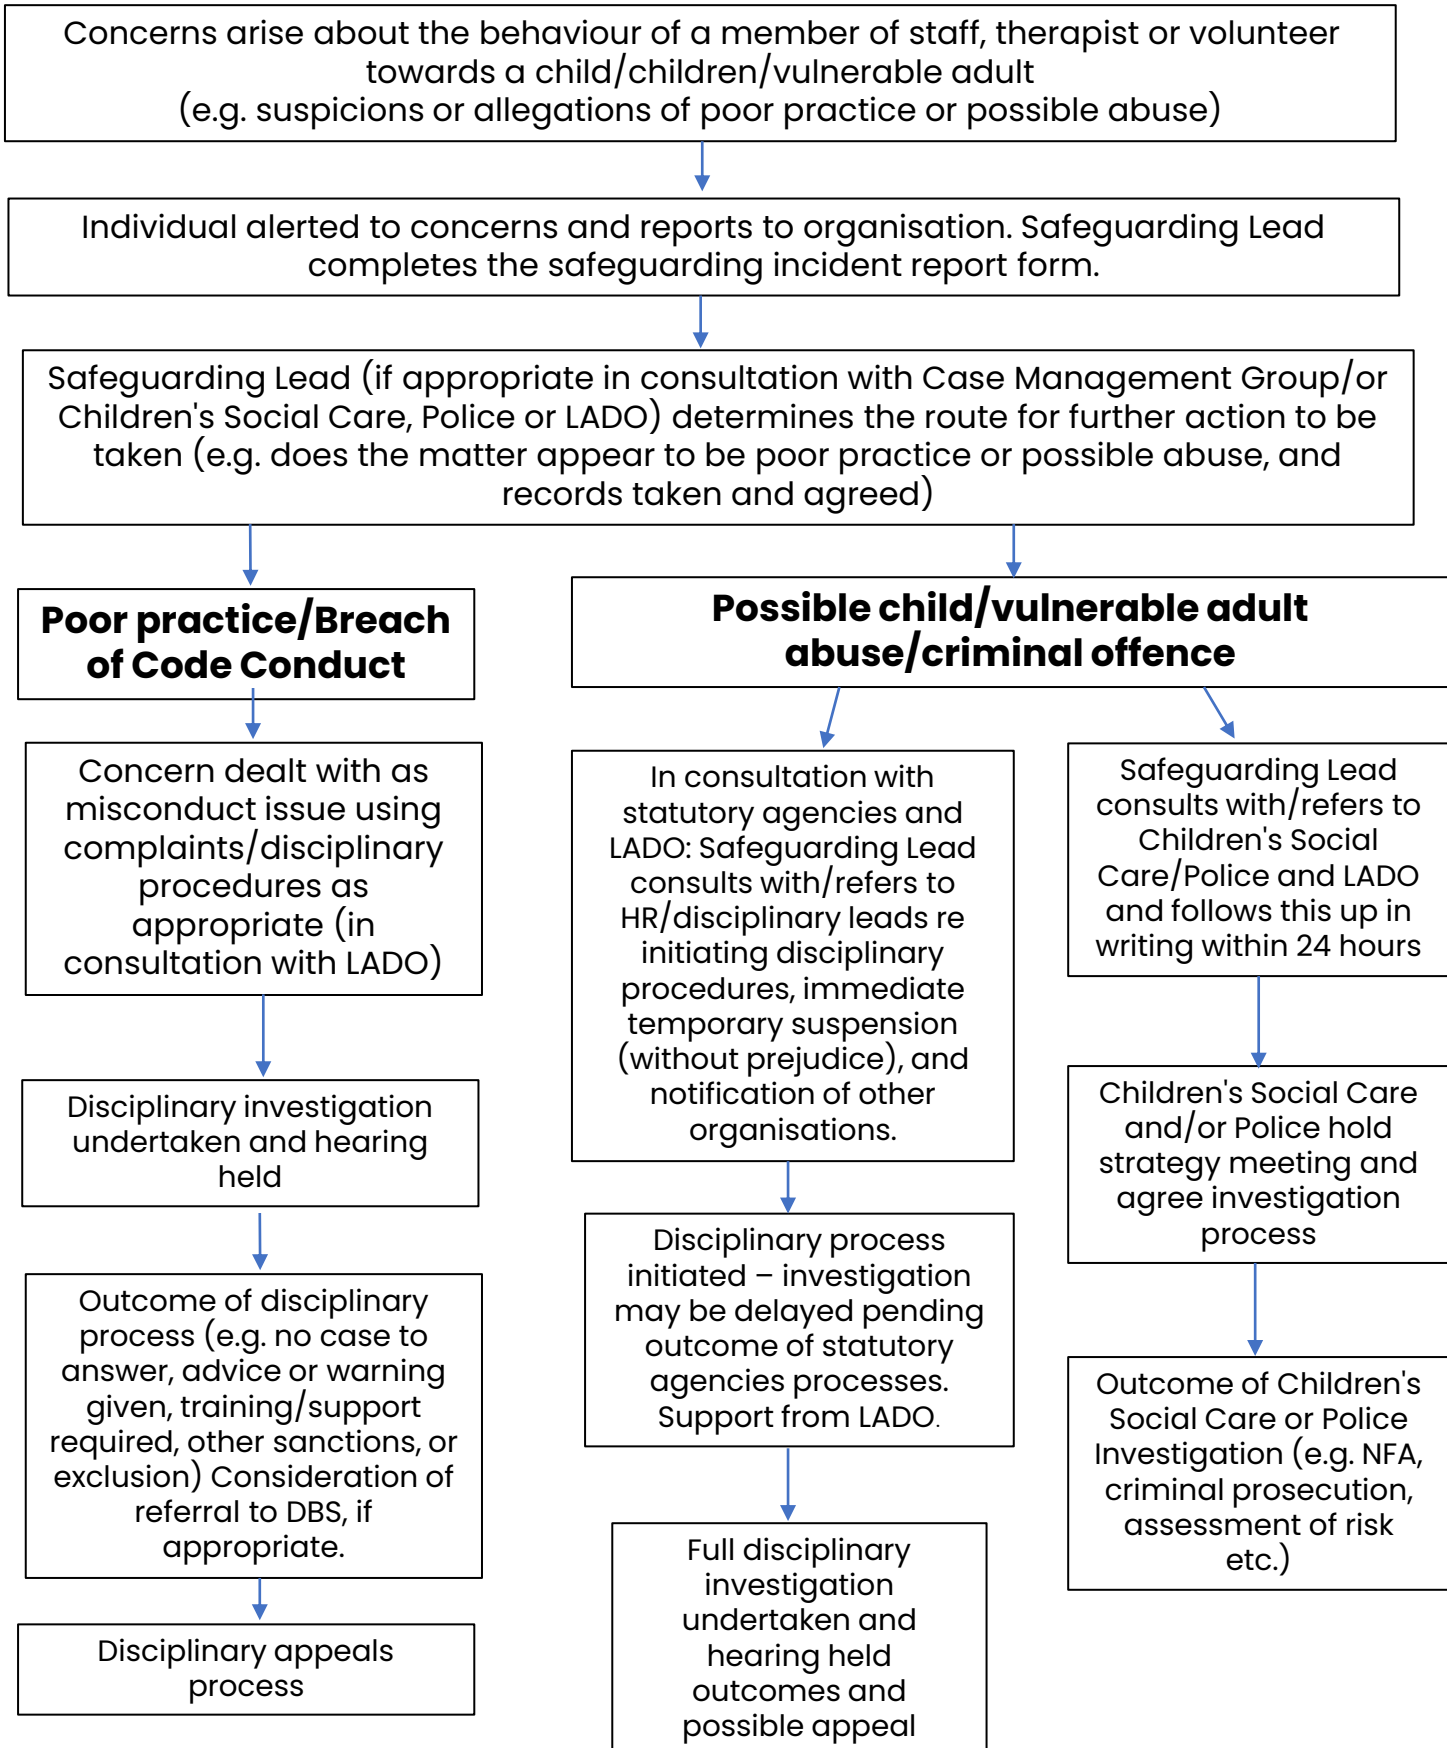 Concerns arise about the behaviour of a member of staff, therapist or volunteer
towards a child/children/vulnerable adult
(e.g. suspicions or allegations of poor practice or possible abuse)
Individual alerted to concerns and reports to organisation. Safeguarding Lead
completes the safeguarding incident report form.
Safeguarding Lead (if appropriate in consultation with Case Management Group/or
Children's Social Care, Police or LADO) determines the route for further action to be
taken (e.g. does the matter appear to be poor practice or possible abuse, and
records taken and agreed)
Poor practice/Breach
of Code Conduct
Concern dealt with as
misconduct issue using
complaints/disciplinary
procedures as
appropriate (in
consultation with LADO)
Disciplinary investigation
undertaken and hearing
held
Outcome of disciplinary
process (e.g. no case to
answer, advice or warning
given, training/support
required, other sanctions, or
exclusion) Consideration of
referral to DBS, if
appropriate.
Disciplinary appeals
process
Possible child/vulnerable adult
abuse/criminal offence
In consultation with
statutory agencies and
LADO: Safeguarding Lead
consults with/refers to
HR/disciplinary leads re
initiating disciplinary
procedures, immediate
temporary suspension
(without prejudice), and
notification of other
organisations.
Disciplinary process
initiated – investigation
may be delayed pending
outcome of statutory
agencies processes.
Support from LADO.
Full disciplinary
investigation
undertaken and
hearing held
outcomes and
possible appeal
Safeguarding Lead
consults with/refers to
Children's Social
Care/Police and LADO
and follows this up in
writing within 24 hours
Children's Social Care
and/or Police hold
strategy meeting and
agree investigation
process
Outcome of Children's
Social Care or Police
Investigation (e.g. NFA,
criminal prosecution,
assessment of risk
etc.)